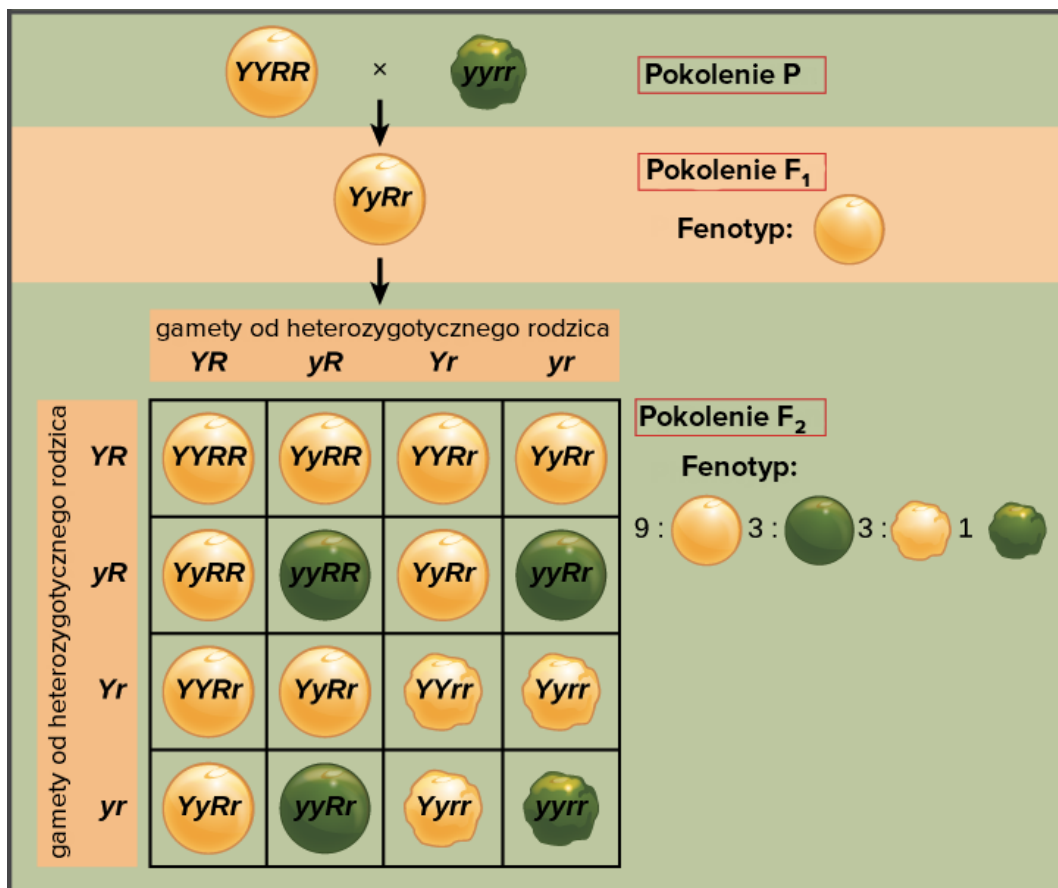 YYRR × yyrr Pokolenie P
YyRr Pokolenie F₁
Fenotyp:
gamety od heterozygotycznego rodzica
YR yR Yr yr
gamety od heterozygotycznego rodzica
Pokolenie F₂
YR YYRR YyRR YYRr YyRr
Fenotyp:
9 : 3 : 3 : 1
yR YyRR yyRR YyRr yyRr
Yr YYRr YyRr YYrr Yyrr
yr YyRr yyRr Yyrr yyrr